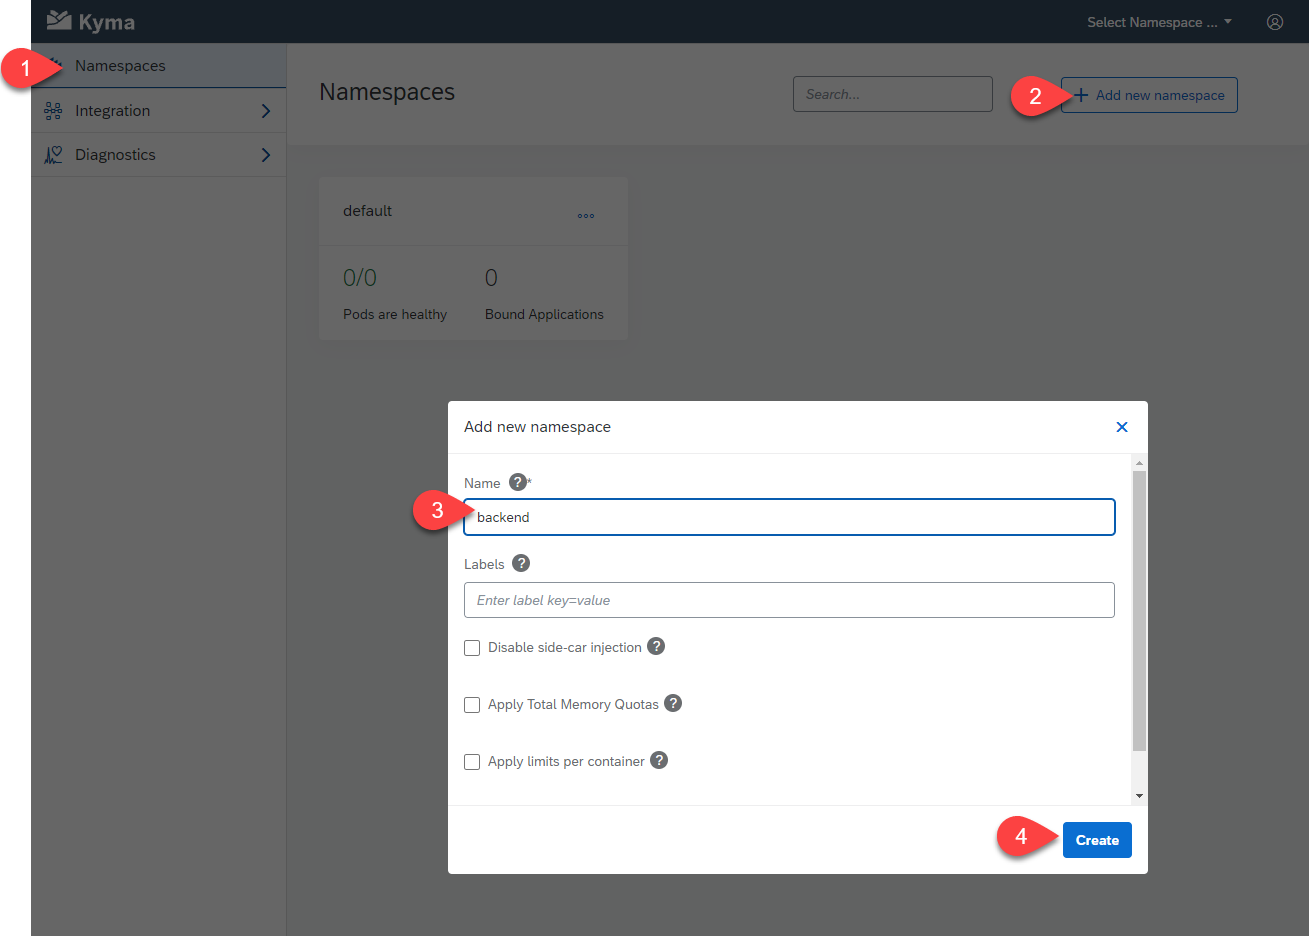 Kyma
Select Namespace ...
1
Namespaces
Integration
Diagnostics
Namespaces
Search...
2
+ Add new namespace
default
0/0
0
Pods are healthy
Bound Applications
Add new namespace
Name ?*
3
backend
Labels ?
Enter label key=value
Disable side-car injection ?
Apply Total Memory Quotas ?
Apply limits per container ?
4
Create